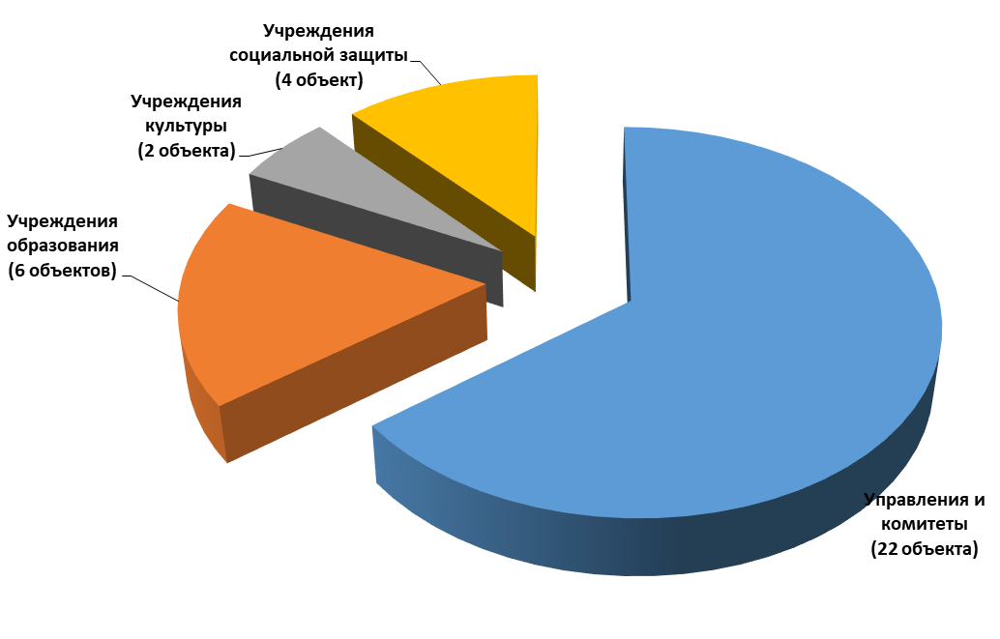 Учреждения
социальной защиты
(4 объект)
Учреждения
культуры
(2 объекта)
Учреждения
образования
(6 объектов)
Управления и
комитеты
(22 объекта)